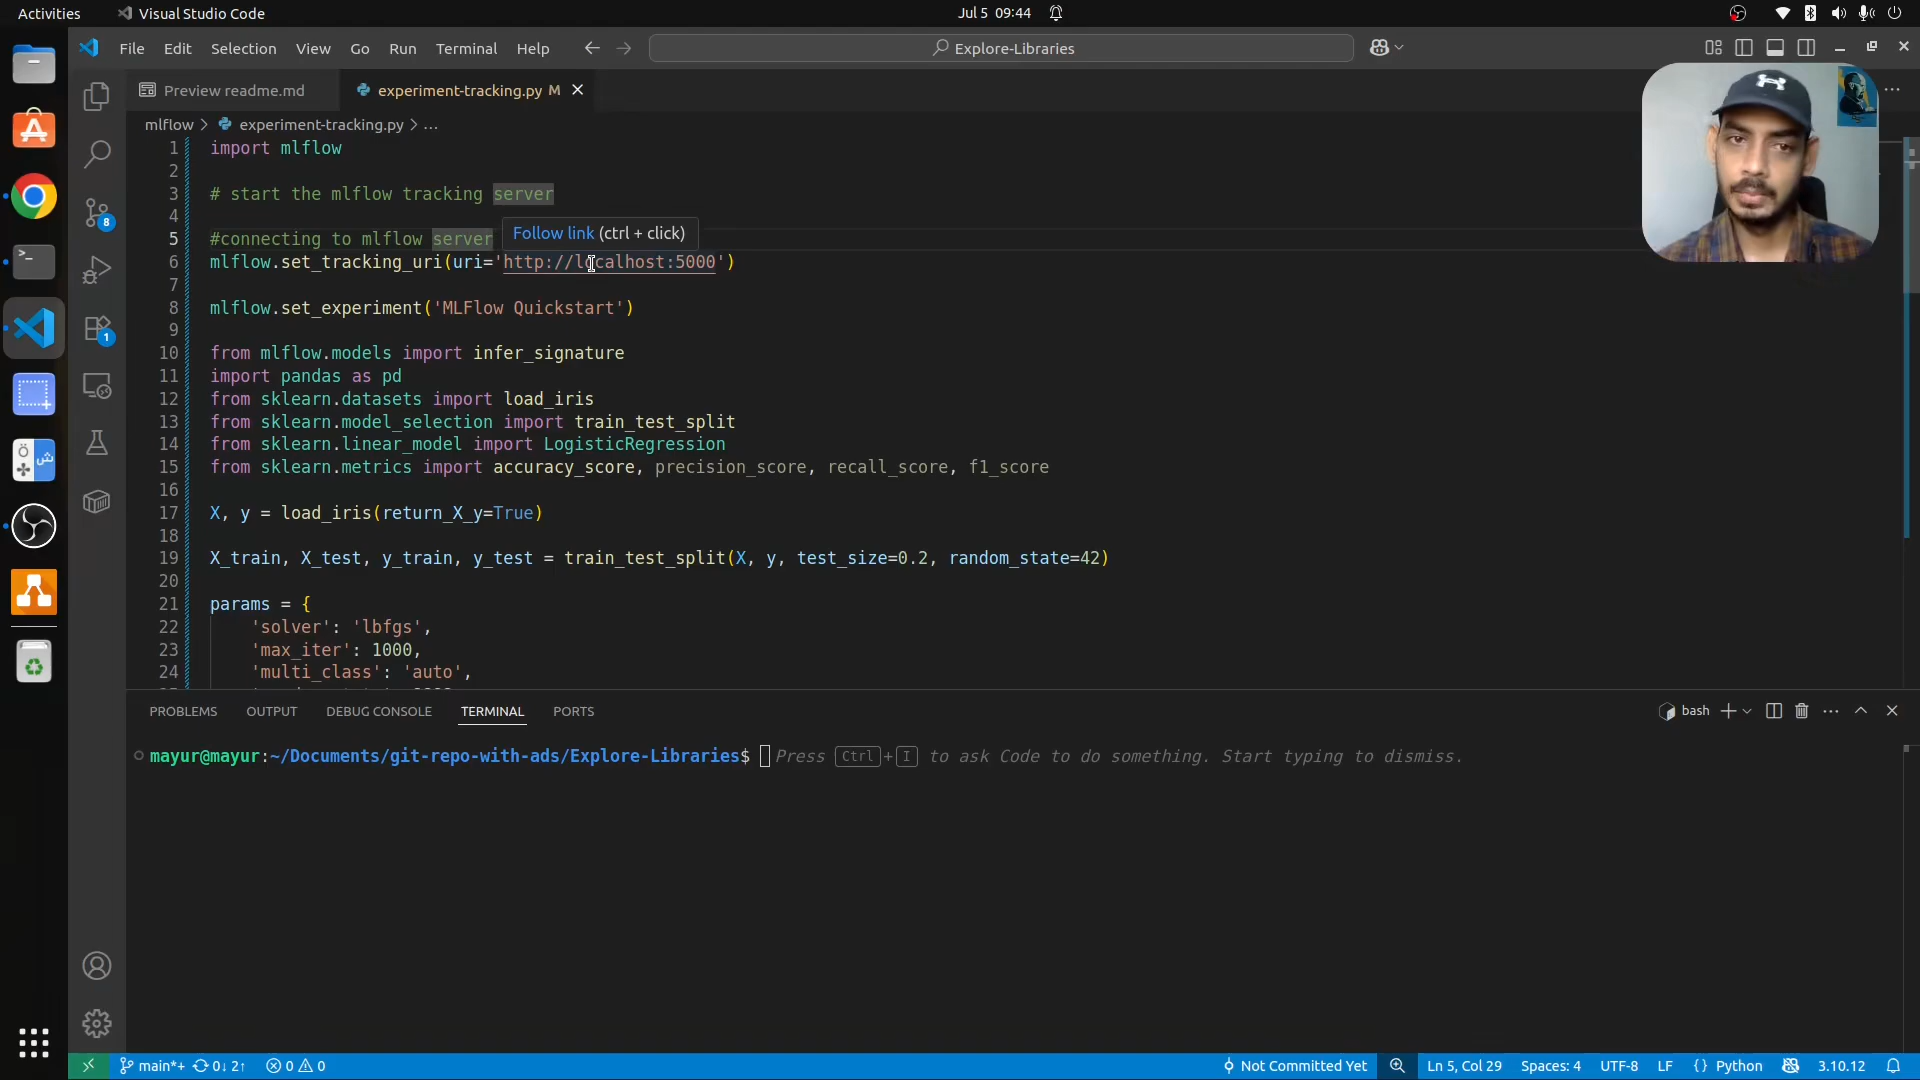 Activities
Visual Studio Code
Jul 5 09:44
File Edit Selection View Go Run Terminal Help
Explore-Libraries
Preview readme.md
experiment-tracking.py M
mlflow > experiment-tracking.py > ...
1 import mlflow
2
3 # start the mlflow tracking server
4
5 #connecting to mlflow server
Follow link (ctrl + click)
6 mlflow.set_tracking_uri(uri='http://localhost:5000')
7
8 mlflow.set_experiment('MLFlow Quickstart')
9
10 from mlflow.models import infer_signature
11 import pandas as pd
12 from sklearn.datasets import load_iris
13 from sklearn.model_selection import train_test_split
14 from sklearn.linear_model import LogisticRegression
15 from sklearn.metrics import accuracy_score, precision_score, recall_score, f1_score
16
17 X, y = load_iris(return_X_y=True)
18
19 X_train, X_test, y_train, y_test = train_test_split(X, y, test_size=0.2, random_state=42)
20
21 params = {
22 'solver': 'lbfgs',
23 'max_iter': 1000,
24 'multi_class': 'auto',
8
1
PROBLEMS OUTPUT DEBUG CONSOLE TERMINAL PORTS
bash
mayur@mayur:~/Documents/git-repo-with-ads/Explore-Libraries$ Press Ctrl + I to ask Code to do something. Start typing to dismiss.
main*+ 0↓ 2↑ 0 0
Not Committed Yet
Ln 5, Col 29
Spaces: 4
UTF-8
LF
{ } Python
3.10.12